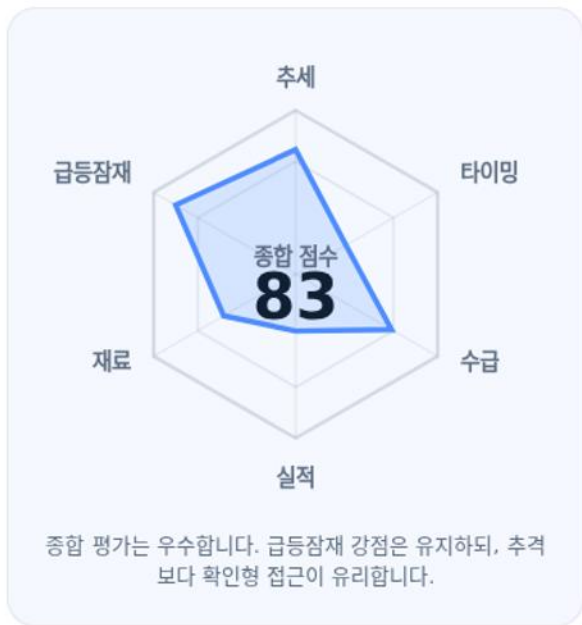 추세
급등잠재
타이밍
종합 점수
83
재료
수급
실적
종합 평가는 우수합니다. 급등잠재 강점은 유지하되, 추격
보다 확인형 접근이 유리합니다.